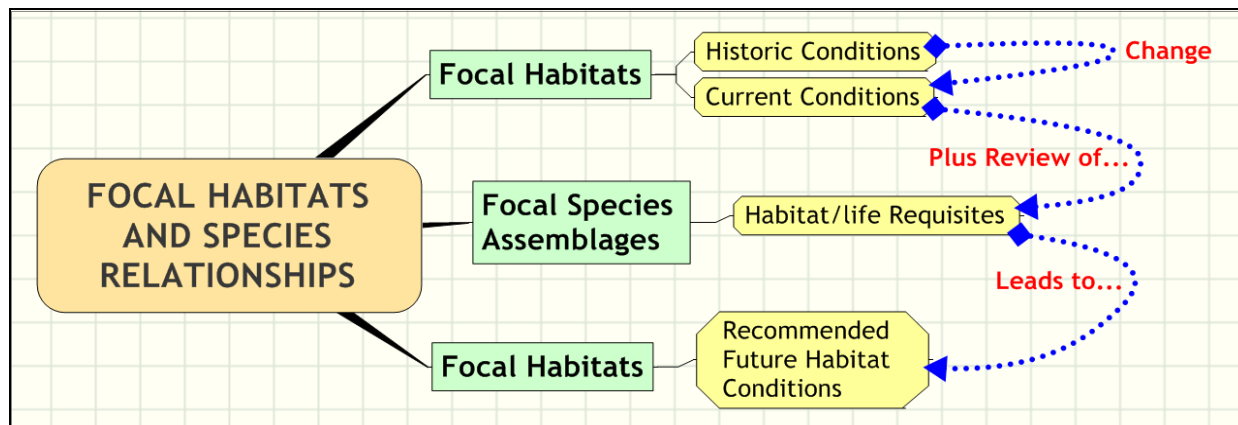 Focal Habitats
Historic Conditions
Current Conditions
Change
Plus Review of...
FOCAL HABITATS
AND SPECIES
RELATIONSHIPS
Focal Species
Assemblages
Habitat/life Requisites
Leads to...
Focal Habitats
Recommended
Future Habitat
Conditions